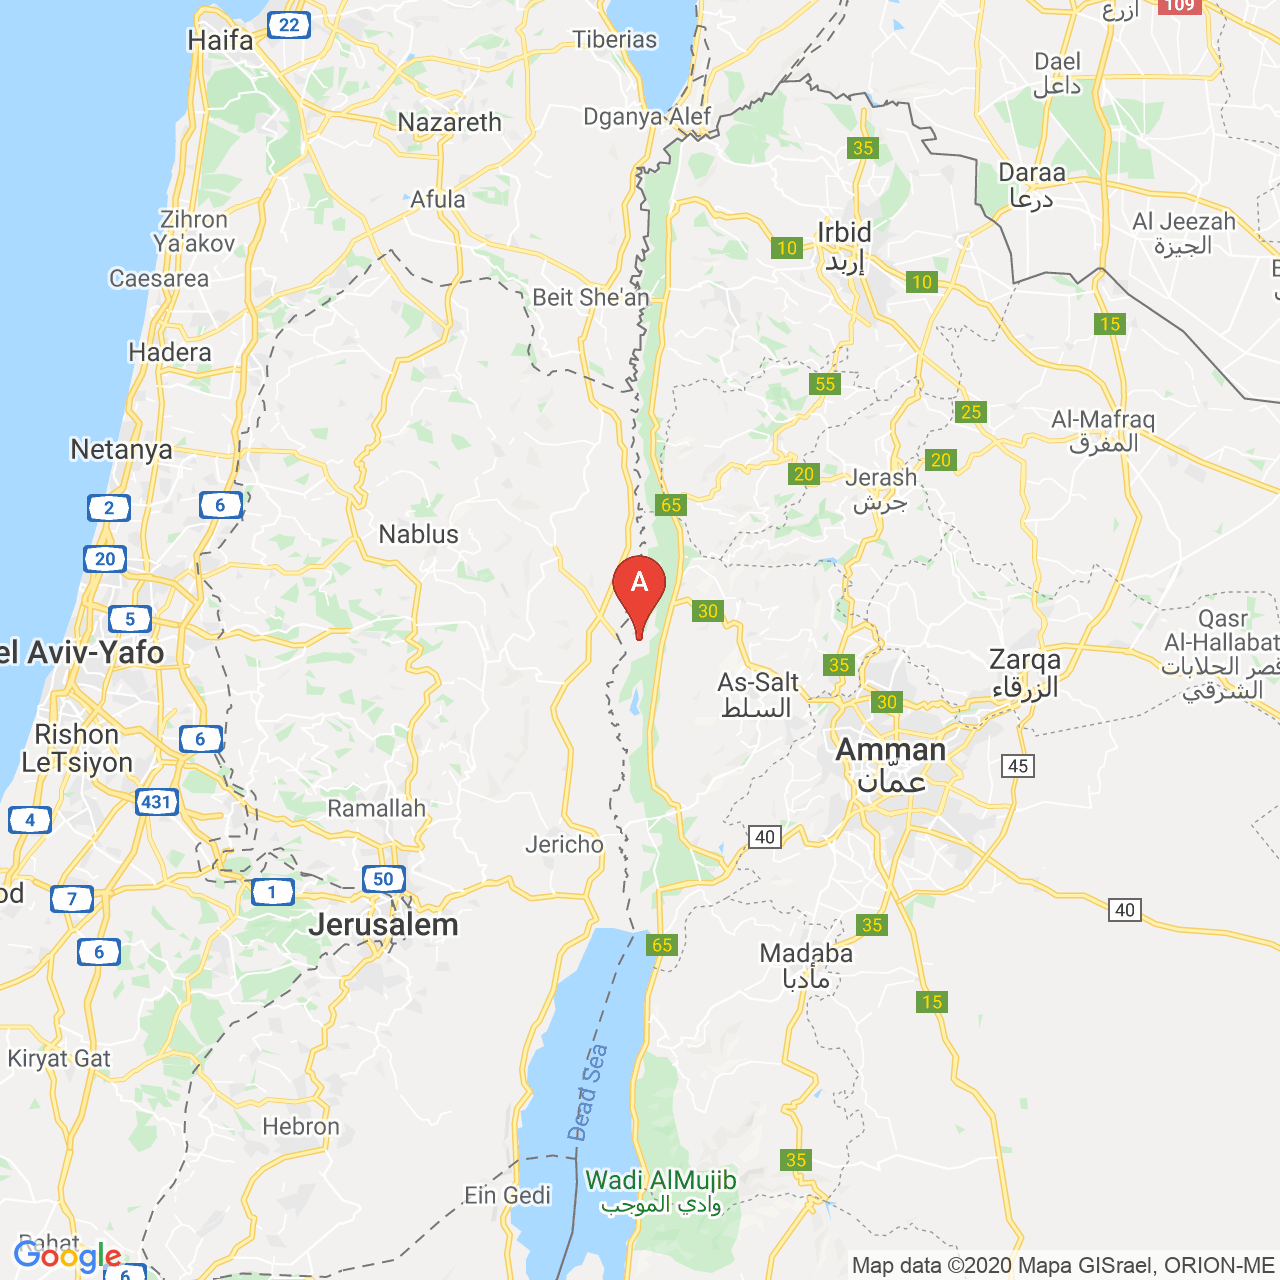 109
ازرع
22
Haifa
Tiberias
Dael
داعل
Dganya Alef
Nazareth
35
Daraa
درعا
Afula
Zihron
Ya'akov
Irbid
إربد
Al Jeezah
الجيزة
10
Caesarea
10
Beit She'an
15
Hadera
55
25
Al-Mafraq
المفرق
Netanya
20
20
Jerash
جرش
6
2
65
Nablus
20
A
5
30
Qasr
Al-Hallabat
قصر الحلابات
الشرقي
el Aviv-Yafo
35
Zarqa
الزرقاء
As-Salt
السلط
30
Rishon
LeTsiyon
6
Amman
عمّان
45
431
Ramallah
4
40
Jericho
50
7
1
od
40
Jerusalem
35
6
65
Madaba
مأدبا
15
Kiryat Gat
Dead Sea
Hebron
35
Wadi AlMujib
وادي الموجب
Ein Gedi
Rahat
Google
6
Map data ©2020 Mapa GISrael, ORION-ME